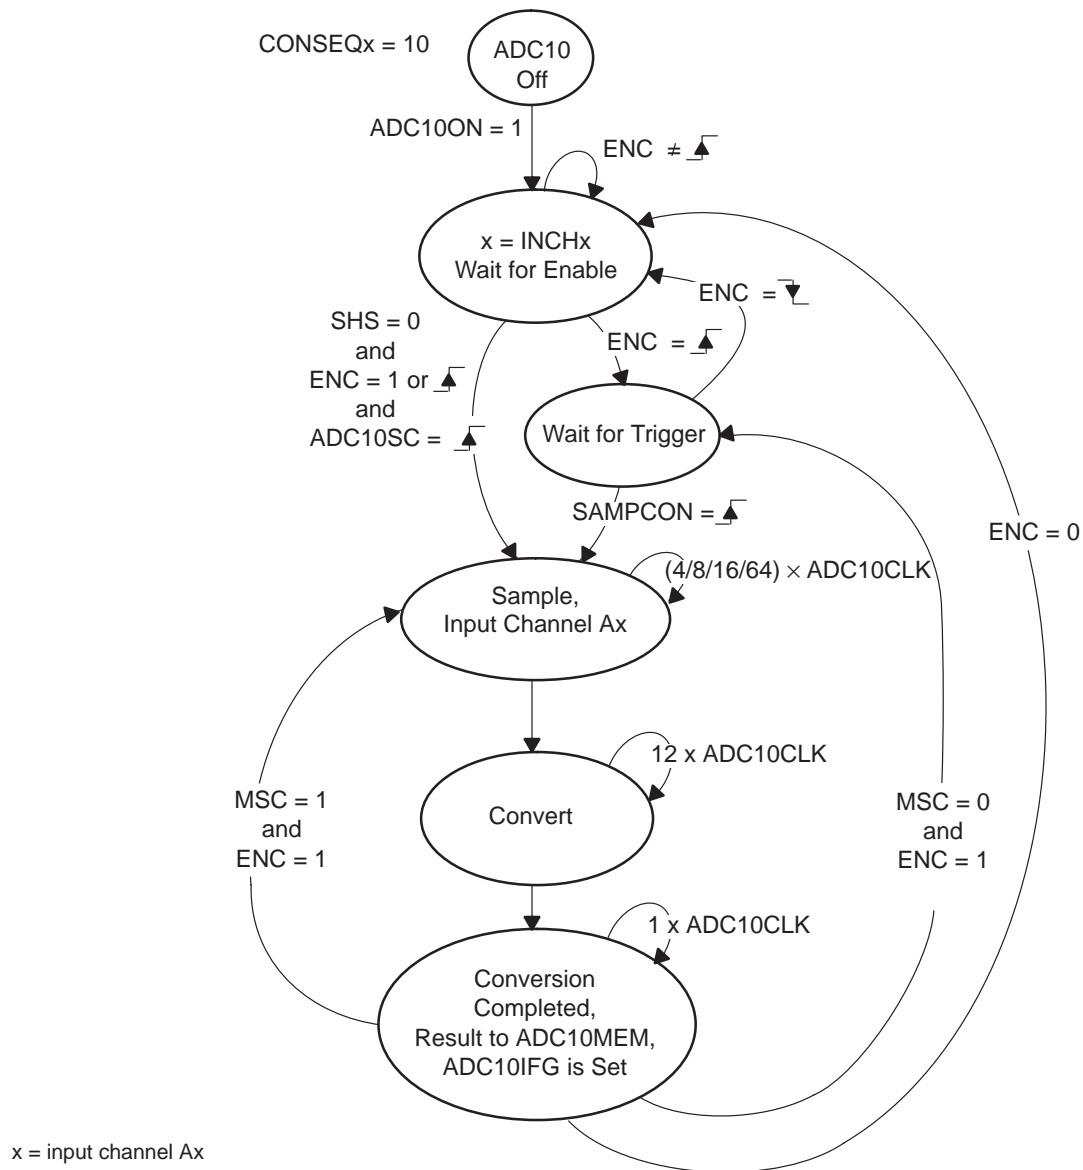 CONSEQx = 10
ADC10
Off
ADC10ON = 1
ENC ≠
x = INCHx
Wait for Enable
ENC =
SHS = 0
and
ENC = 1 or
and
ADC10SC =
ENC =
Wait for Trigger
SAMPCON =
ENC = 0
(4/8/16/64) × ADC10CLK
Sample,
Input Channel Ax
12 x ADC10CLK
Convert
MSC = 1
and
ENC = 1
MSC = 0
and
ENC = 1
1 x ADC10CLK
Conversion
Completed,
Result to ADC10MEM,
ADC10IFG is Set
x = input channel Ax